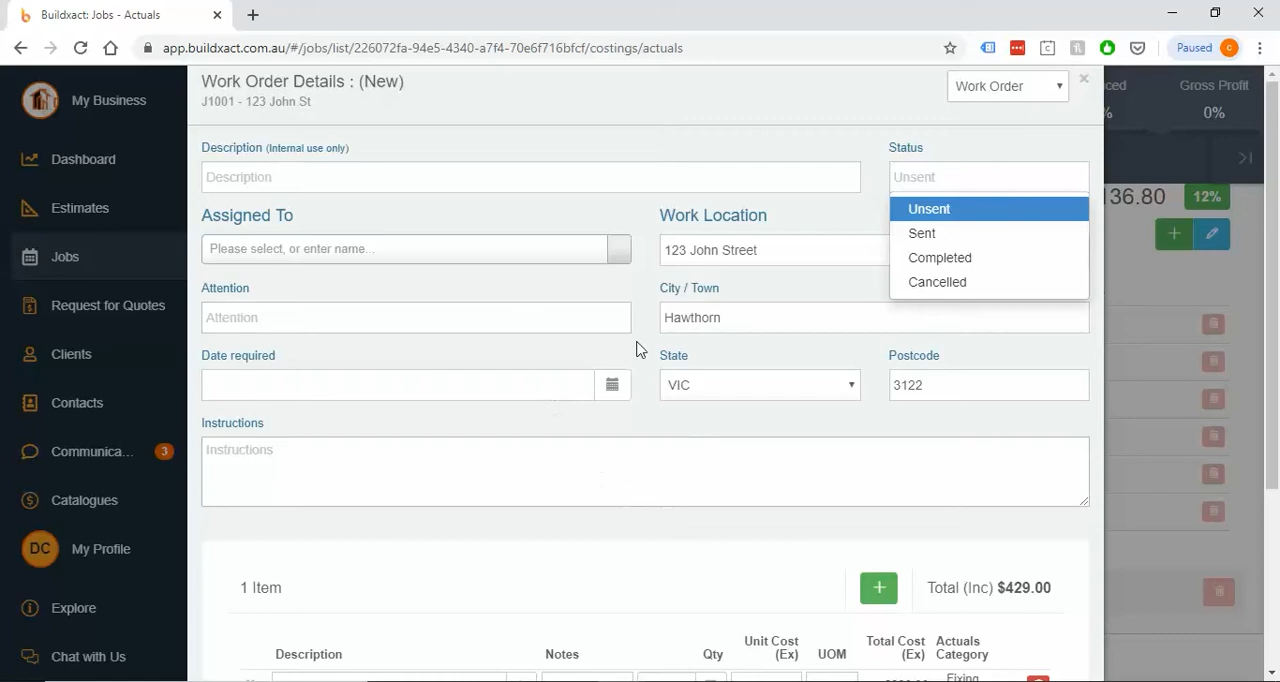 Buildxact: Jobs - Actuals
app.buildxact.com.au/#/jobs/list/226072fa-94e5-4340-a7f4-70e6f716bfcf/costings/actuals
Paused
My Business
Dashboard
Estimates
Jobs
Request for Quotes
Clients
Contacts
Communica... 3
Catalogues
DC My Profile
Explore
Chat with Us
Work Order Details : (New)
J1001 - 123 John St
Work Order
Gross Profit
0%
Description (Internal use only)
Description
Status
Unsent
Unsent
Sent
Completed
Cancelled
136.80 12%
Assigned To
Please select, or enter name...
Work Location
123 John Street
Attention
Attention
City / Town
Hawthorn
Date required
State
VIC
Postcode
3122
Instructions
Instructions
1 Item
Total (Inc) $429.00
Description
Notes
Qty
Unit Cost (Ex)
UOM
Total Cost (Ex)
Actuals Category
Fixing